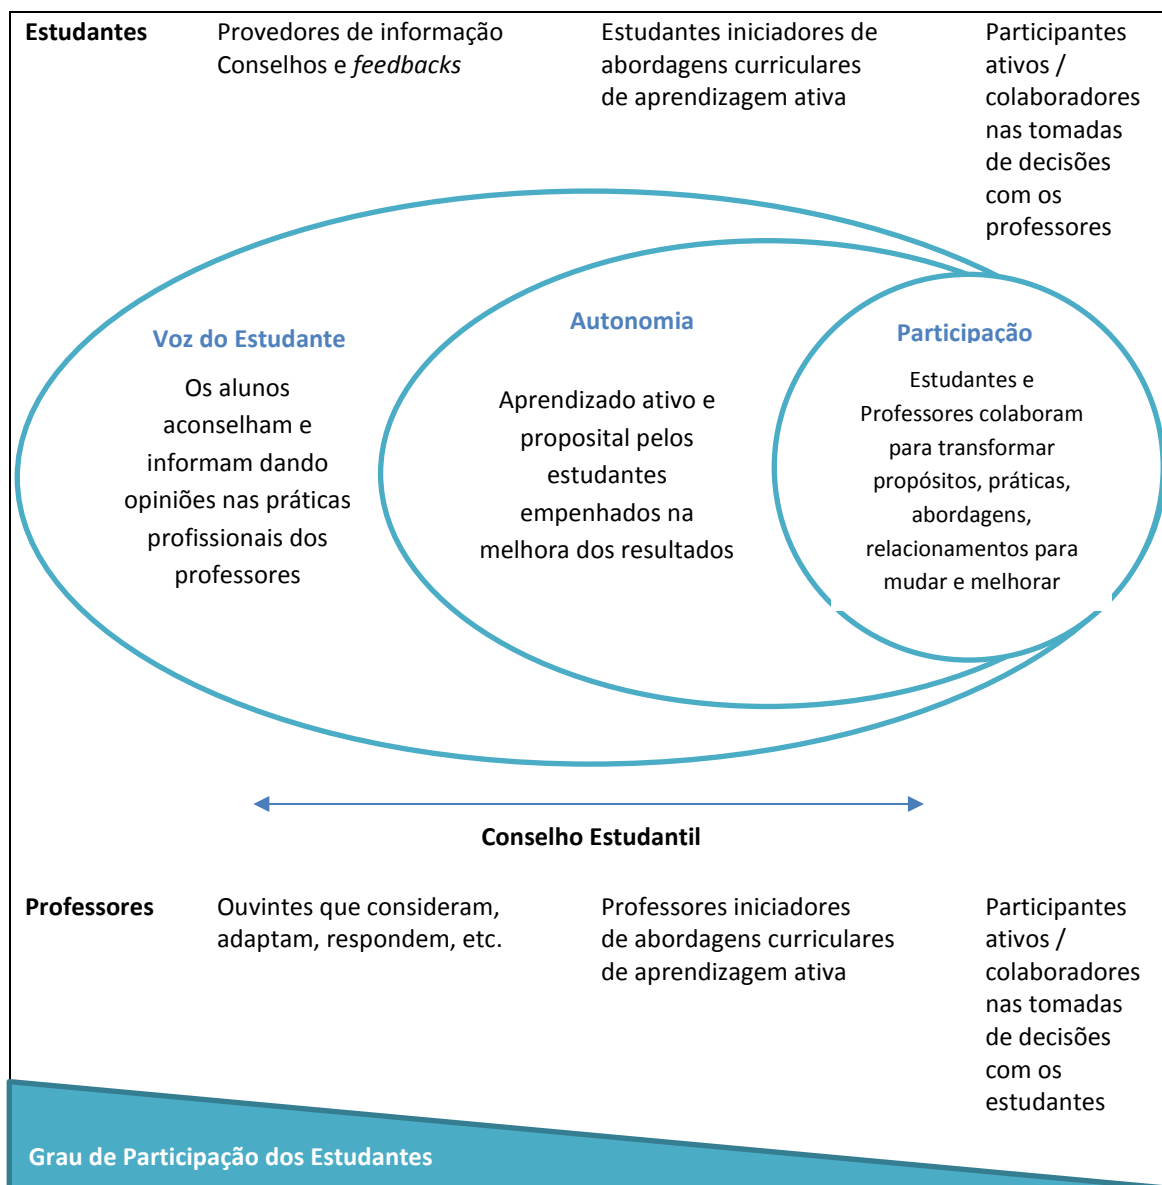 Estudantes
Provedores de informação
Conselhos e feedbacks
Estudantes iniciadores de
abordagens curriculares
de aprendizagem ativa
Participantes
ativos /
colaboradores
nas tomadas
de decisões
com os
professores
Voz do Estudante
Os alunos
aconselham e
informam dando
opiniões nas práticas
profissionais dos
professores
Autonomia
Aprendizado ativo e
proposital pelos
estudantes
empenhados na
melhora dos resultados
Participação
Estudantes e
Professores colaboram
para transformar
propósitos, práticas,
abordagens,
relacionamentos para
mudar e melhorar
Conselho Estudantil
Professores
Ouvintes que consideram,
adaptam, respondem, etc.
Professores iniciadores
de abordagens curriculares
de aprendizagem ativa
Participantes
ativos /
colaboradores
nas tomadas
de decisões
com os
estudantes
Grau de Participação dos Estudantes